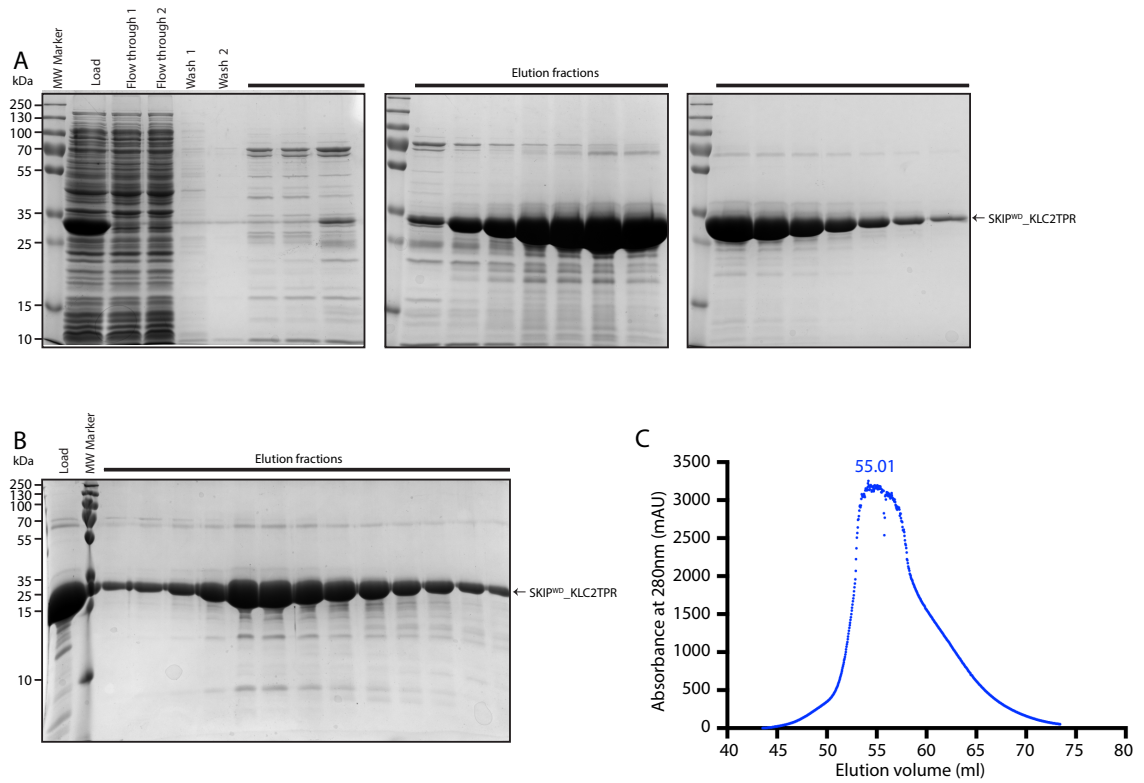 A
kDa
MW Marker
Load
Flow through 1
Flow through 2
Wash 1
Wash 2
Elution fractions
250
130
100
70
55
35
25
15
10
← SKIPᵂᴰ_KLC2TPR
B
kDa
Load
MW Marker
Elution fractions
250
130
100
70
55
35
25
15
10
← SKIPᵂᴰ_KLC2TPR
C
55.01
Absorbance at 280nm (mAU)
3500
3000
2500
2000
1500
1000
500
0
40 45 50 55 60 65 70 75 80
Elution volume (ml)